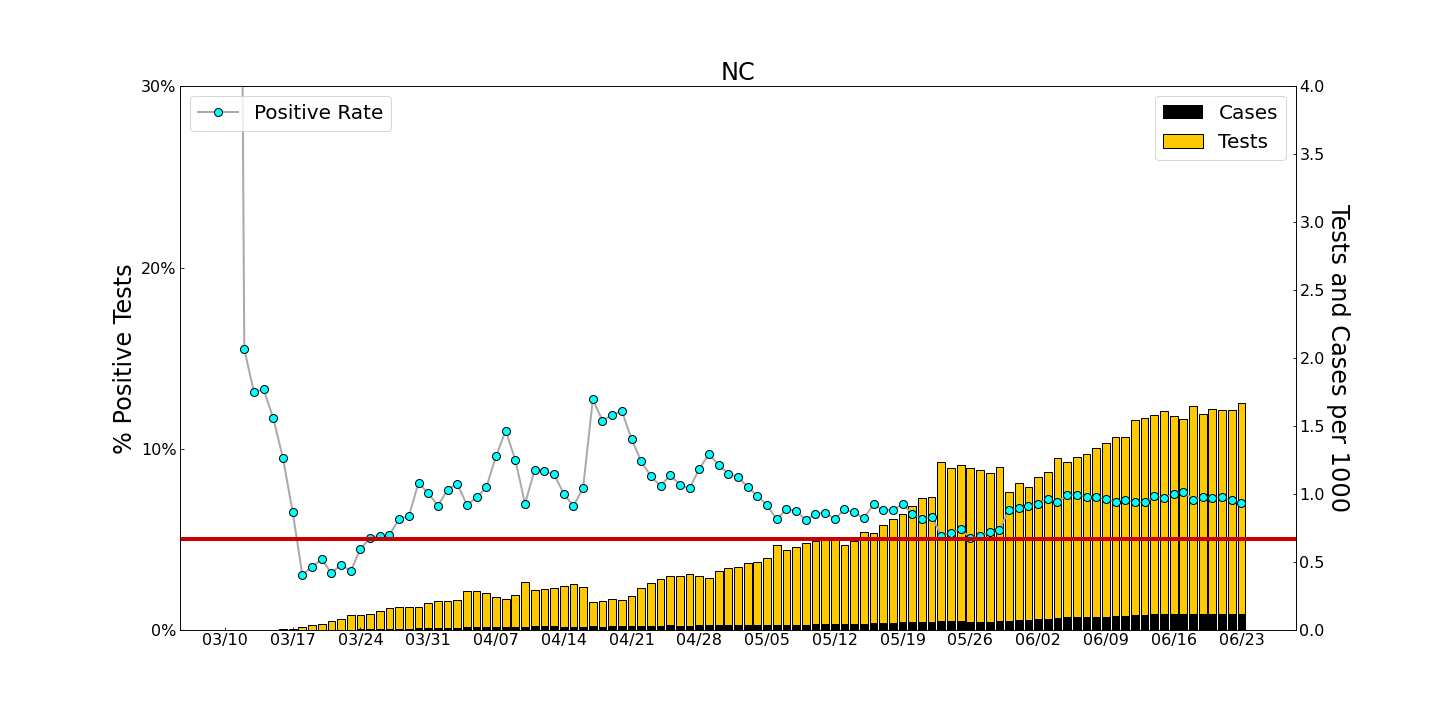 NC
30%
20%
10%
0%
% Positive Tests
Positive Rate
Cases
Tests
4.0
3.5
3.0
2.5
2.0
1.5
1.0
0.5
0.0
Tests and Cases per 1000
03/10 03/17 03/24 03/31 04/07 04/14 04/21 04/28 05/05 05/12 05/19 05/26 06/02 06/09 06/16 06/23